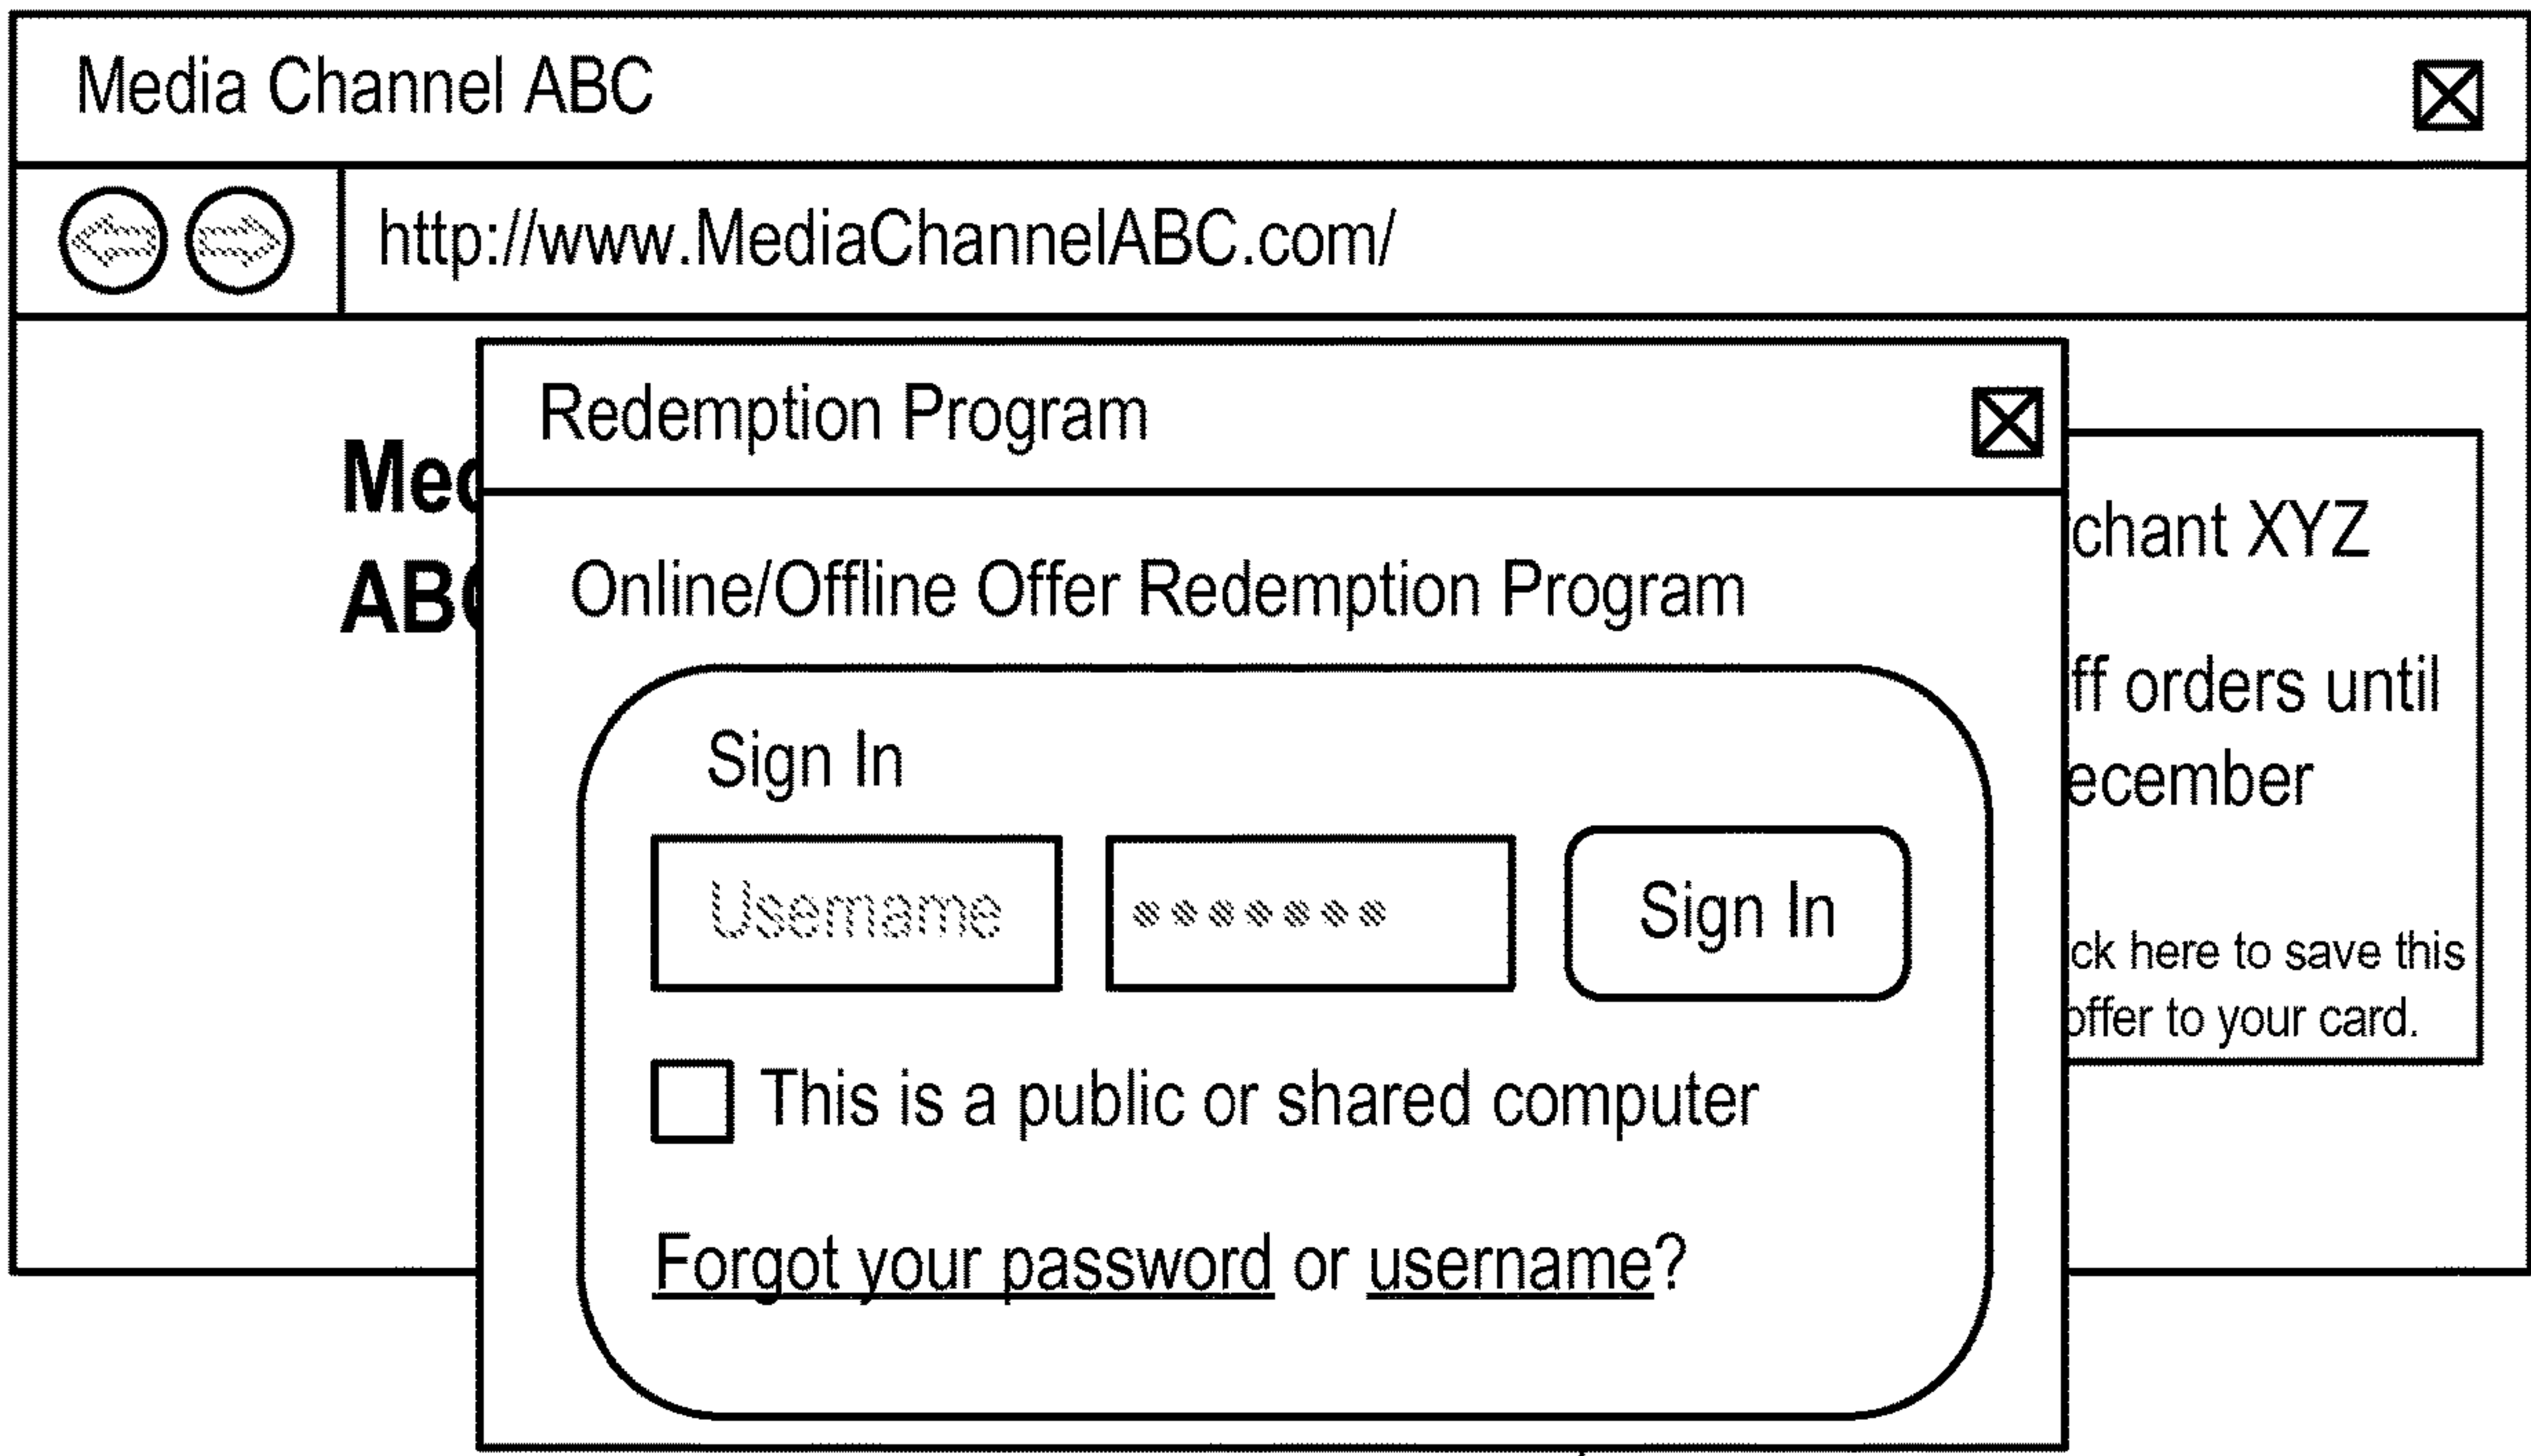 Media Channel ABC
http://www.MediaChannelABC.com/
Redemption Program
Online/Offline Offer Redemption Program
Sign In
Username ●●●●●●● Sign In
This is a public or shared computer
Forgot your password or username?
chant XYZ
ff orders until
ecember
ck here to save this
offer to your card.